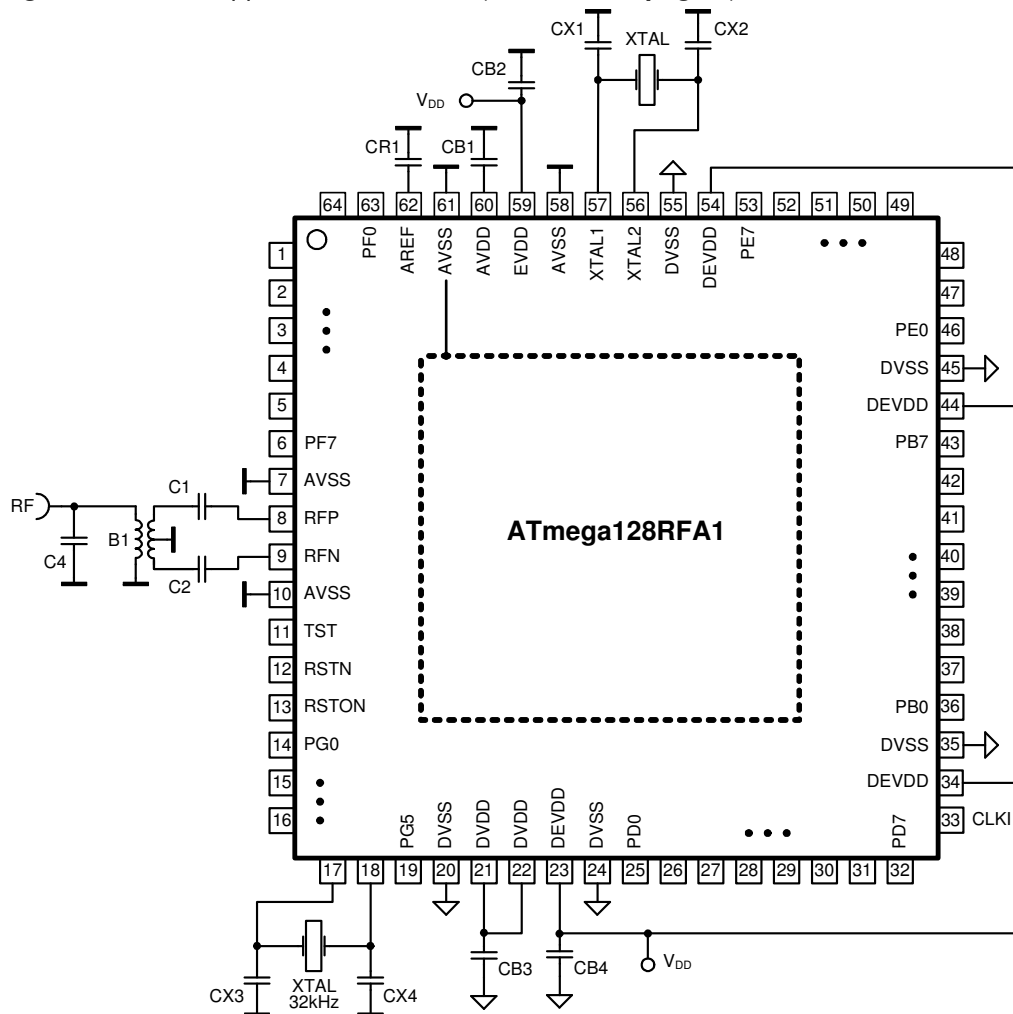 CX1
XTAL
CX2
CB2
VDD
CR1
CB1
64 63 62 61 60 59 58 57 56 55 54 53 52 51 50 49
PF0
AREF
AVSS
AVDD
EVDD
AVSS
XTAL1
XTAL2
DVSS
DEVDD
PE7
1
2
3
4
5
6 PF7
7 AVSS
8 RFP
9 RFN
10 AVSS
11 TST
12 RSTN
13 RSTON
14 PG0
15
16
RF
C4
B1
C1
C2
ATmega128RFA1
48
47
PE0 46
DVSS 45
DEVDD 44
PB7 43
42
41
40
39
38
37
PB0 36
DVSS 35
DEVDD 34
33 CLKI
PG5
DVSS
DVDD
DVDD
DEVDD
DVSS
PD0
PD7
17 18 19 20 21 22 23 24 25 26 27 28 29 30 31 32
CX3
XTAL
32kHz
CX4
CB3
CB4
VDD